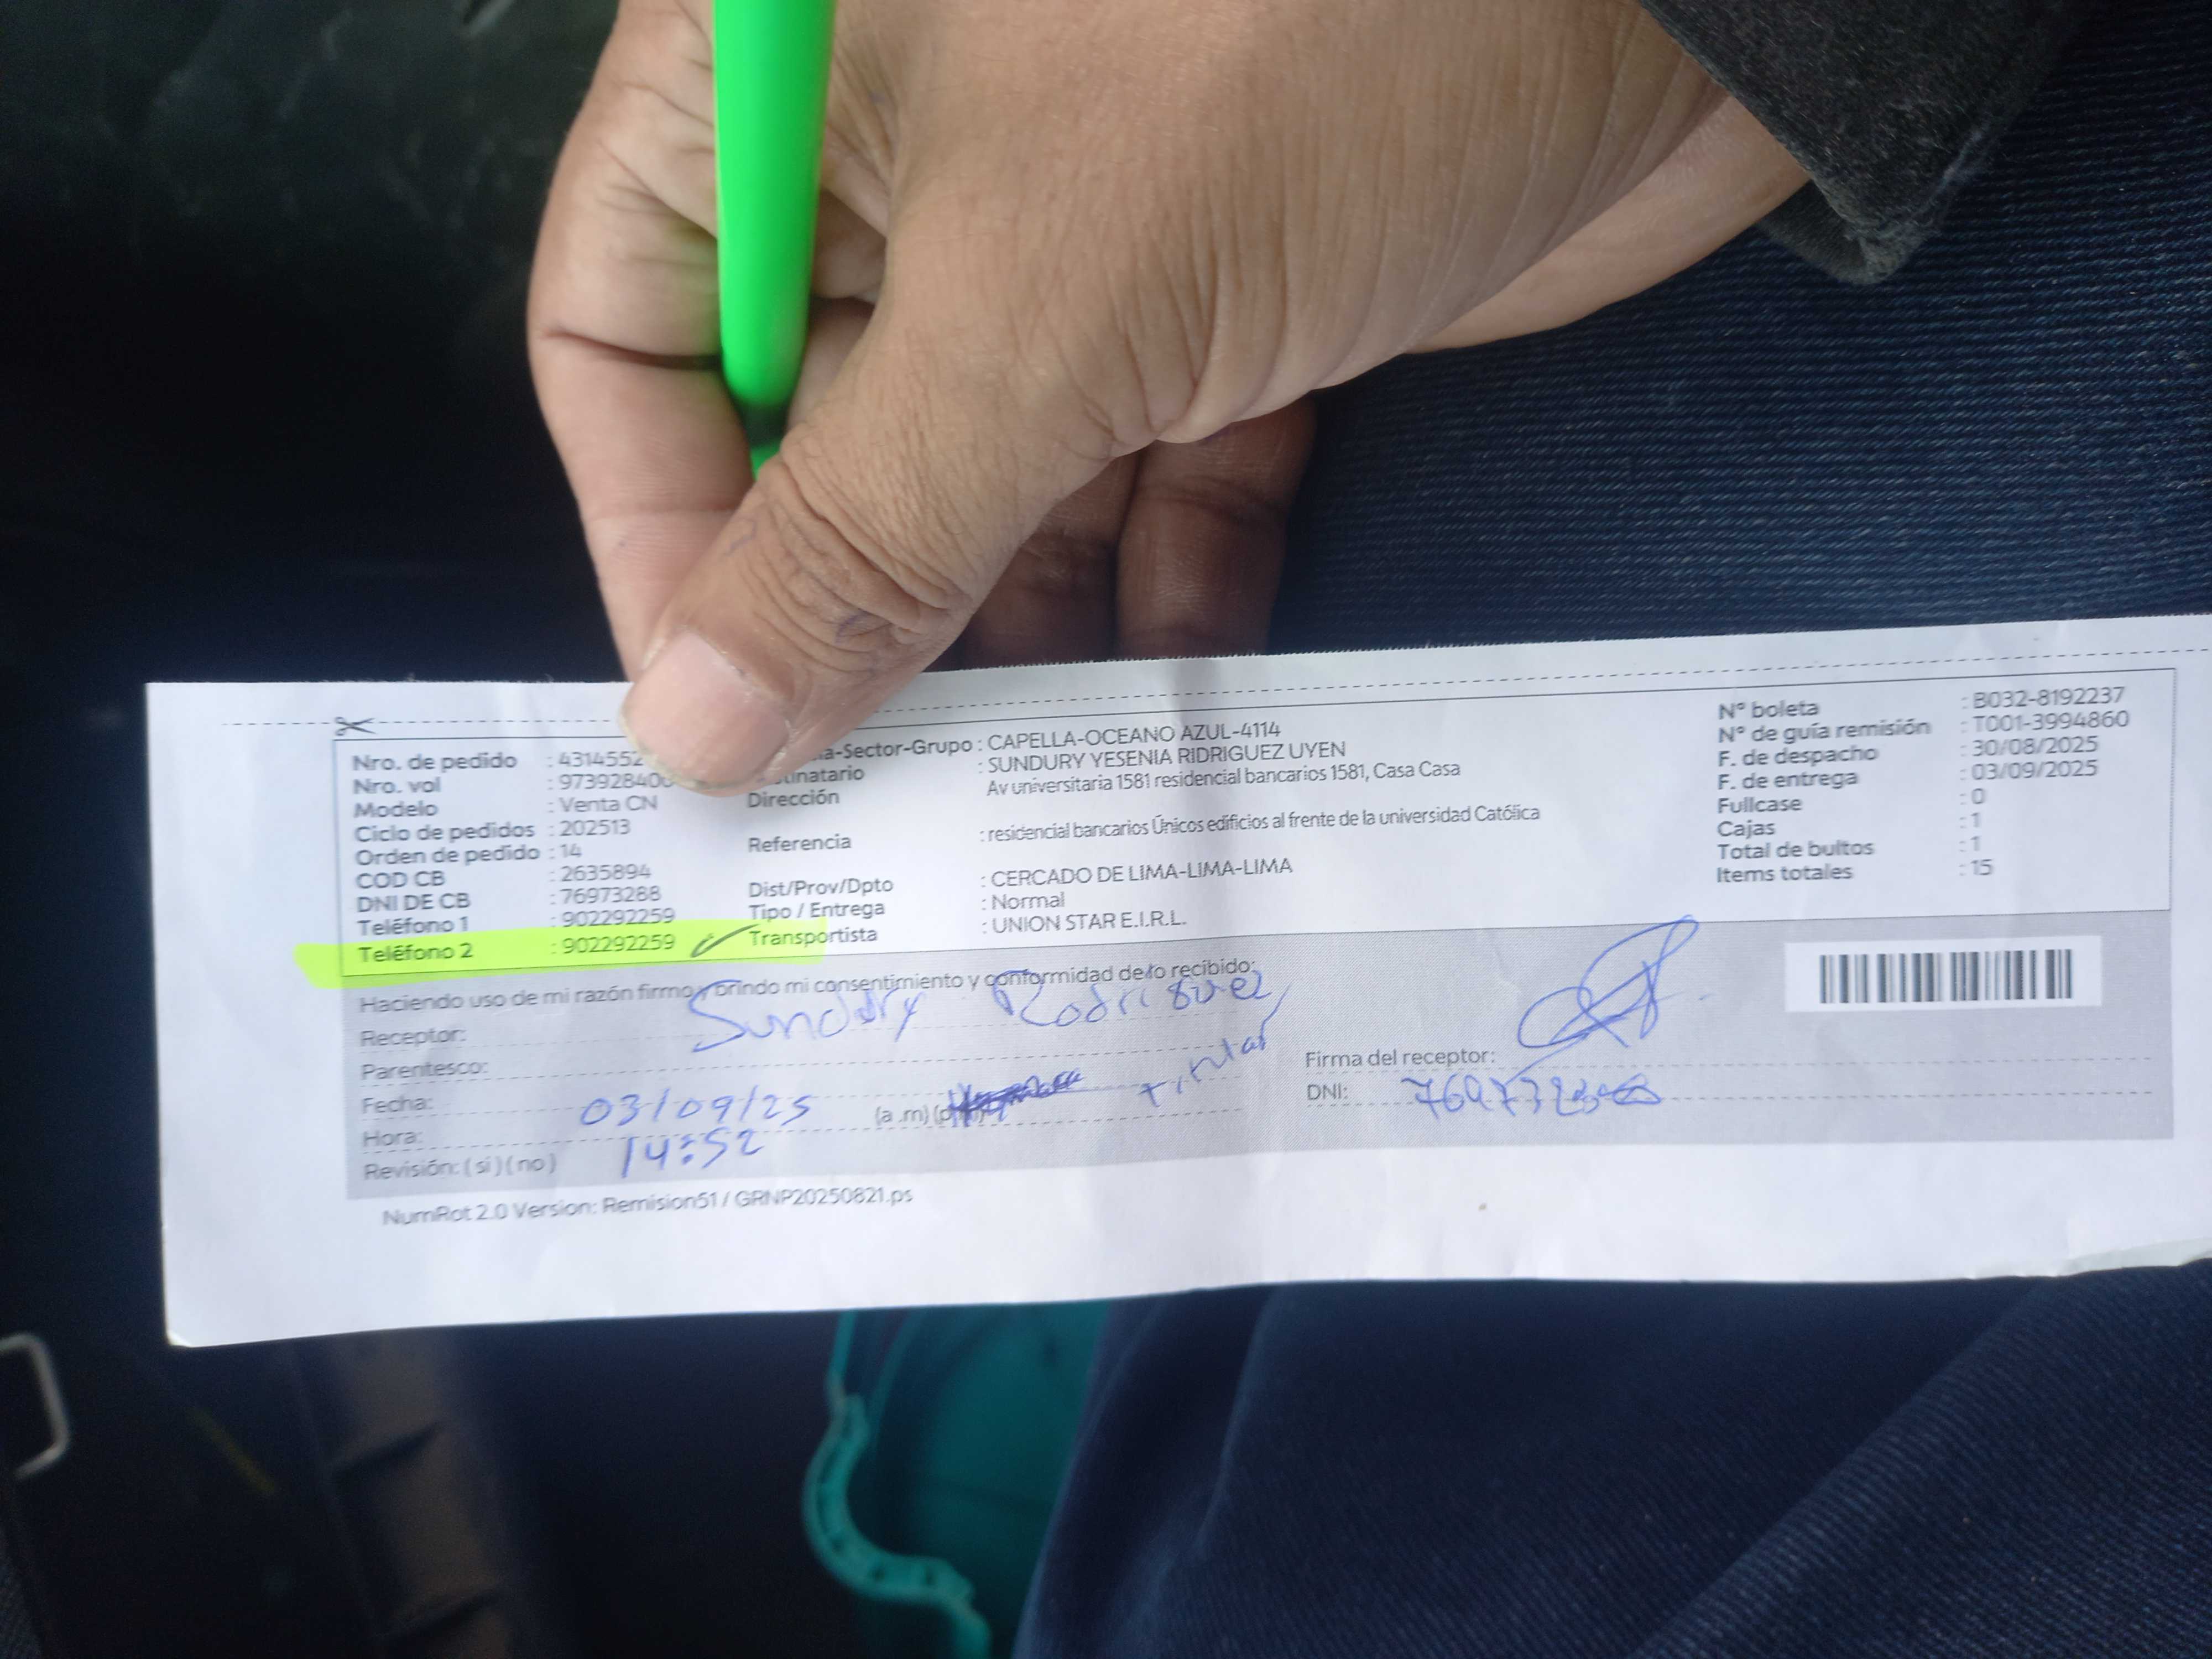 Nro. de pedido : 4314552
Nro. vol : 97392840
Modelo : Venta CN
Ciclo de pedidos : 202513
Orden de pedido : 14
COD CB : 2635894
DNI DE CB : 76973288
Teléfono 1 : 902292259
Teléfono 2 : 902292259
a-Sector-Grupo : CAPELLA-OCEANO AZUL-4114
inatario : SUNDURY YESENIA RIDRIGUEZ UYEN
Dirección Av universitaria 1581 residencial bancarios 1581, Casa Casa
Referencia : residencial bancarios Únicos edificios al frente de la universidad Católica
Dist/Prov/Dpto : CERCADO DE LIMA-LIMA-LIMA
Tipo / Entrega : Normal
Transportista : UNION STAR E.I.R.L.
Nº boleta : B032-8192237
Nº de guía remisión : T001-3994860
F. de despacho : 30/08/2025
F. de entrega : 03/09/2025
Fullcase : 0
Cajas : 1
Total de bultos : 1
Items totales : 15
Haciendo uso de mi razón firmo y brindo mi consentimiento y conformidad de lo recibido:
Receptor: Sundury Rodriguez
Parentesco: titular
Fecha: 03/09/25
Hora: 14:52 (a .m) (p
Revisión: ( si ) ( no )
Firma del receptor:
DNI:
NumRot 2.0 Version: Remision51 / GRNP20250821.ps